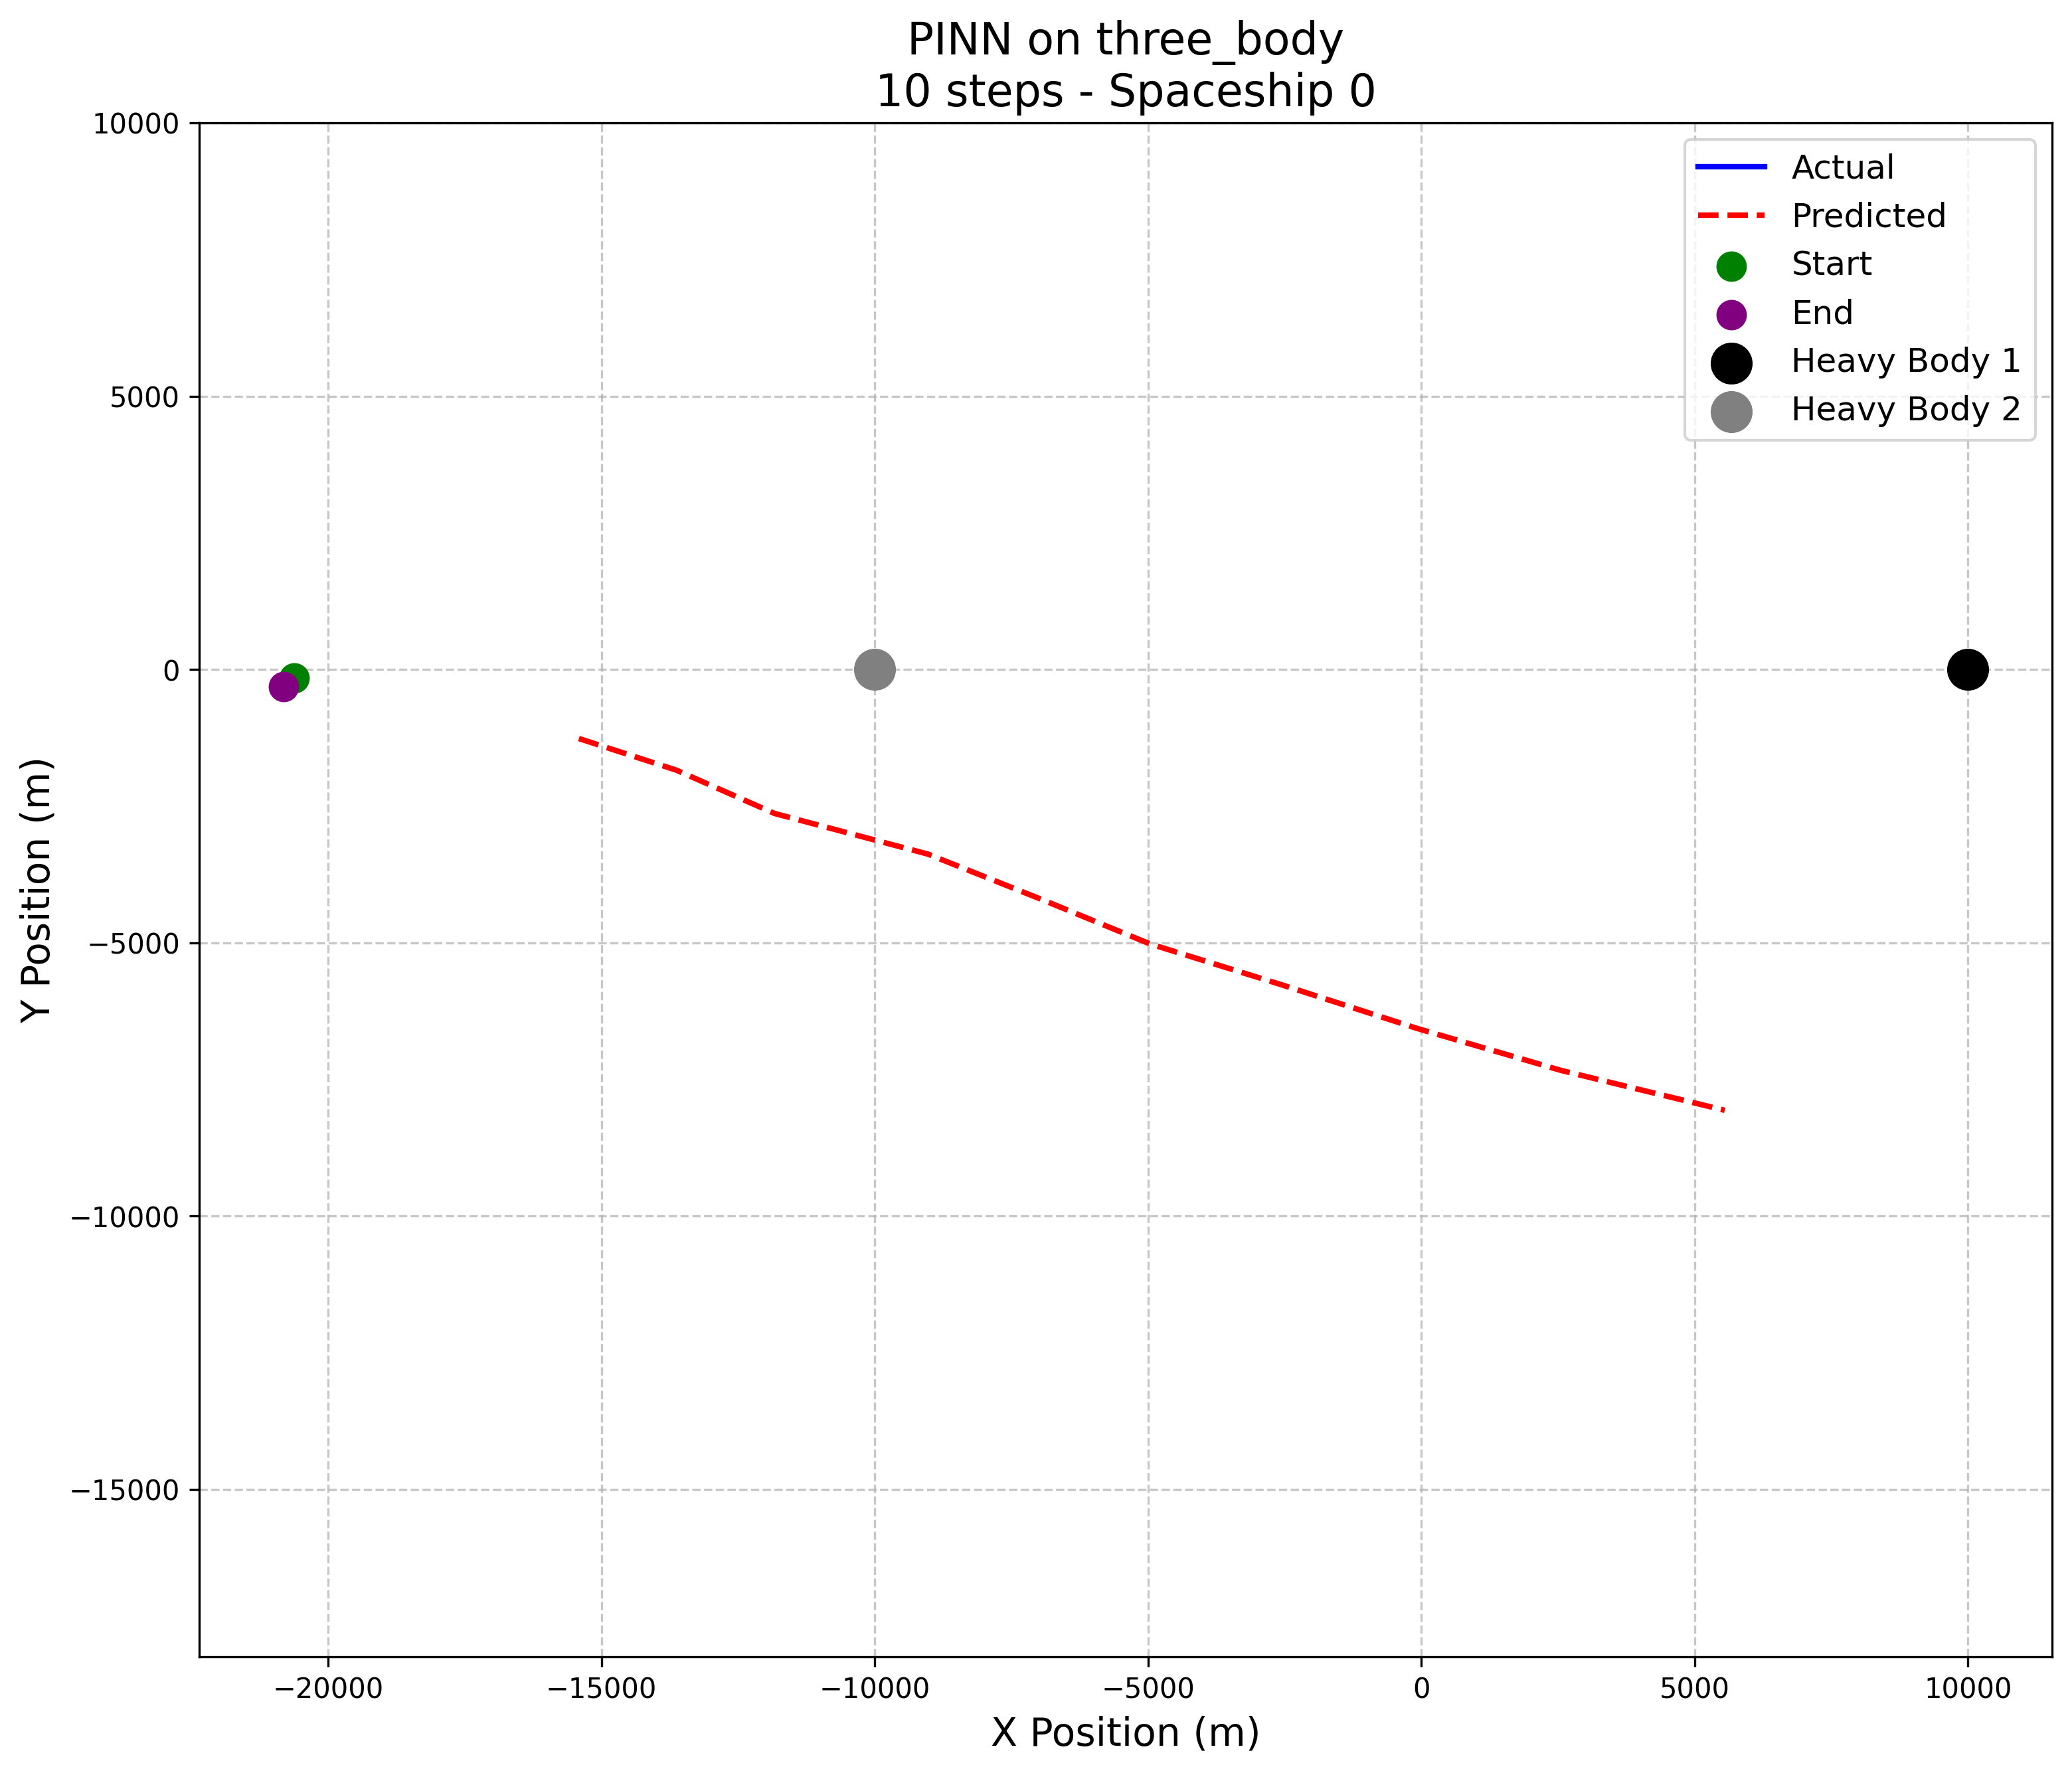 PINN on three_body
10 steps - Spaceship 0
Actual
Predicted
Start
End
Heavy Body 1
Heavy Body 2
10000
5000
0
−5000
−10000
−15000
Y Position (m)
−20000
−15000
−10000
−5000
0
5000
10000
X Position (m)